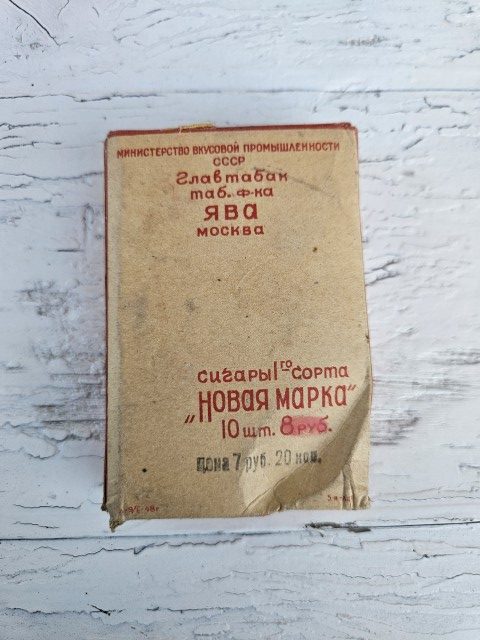 МИНИСТЕРСТВО ВКУСОВОЙ ПРОМЫШЛЕННОСТИ
СССР
Главтабак
таб. ф-ка
ЯВА
МОСКВА
сигары 1го сорта
„НОВАЯ МАРКА"
10 шт. 8 руб.
Цена 7 руб. 20 коп.